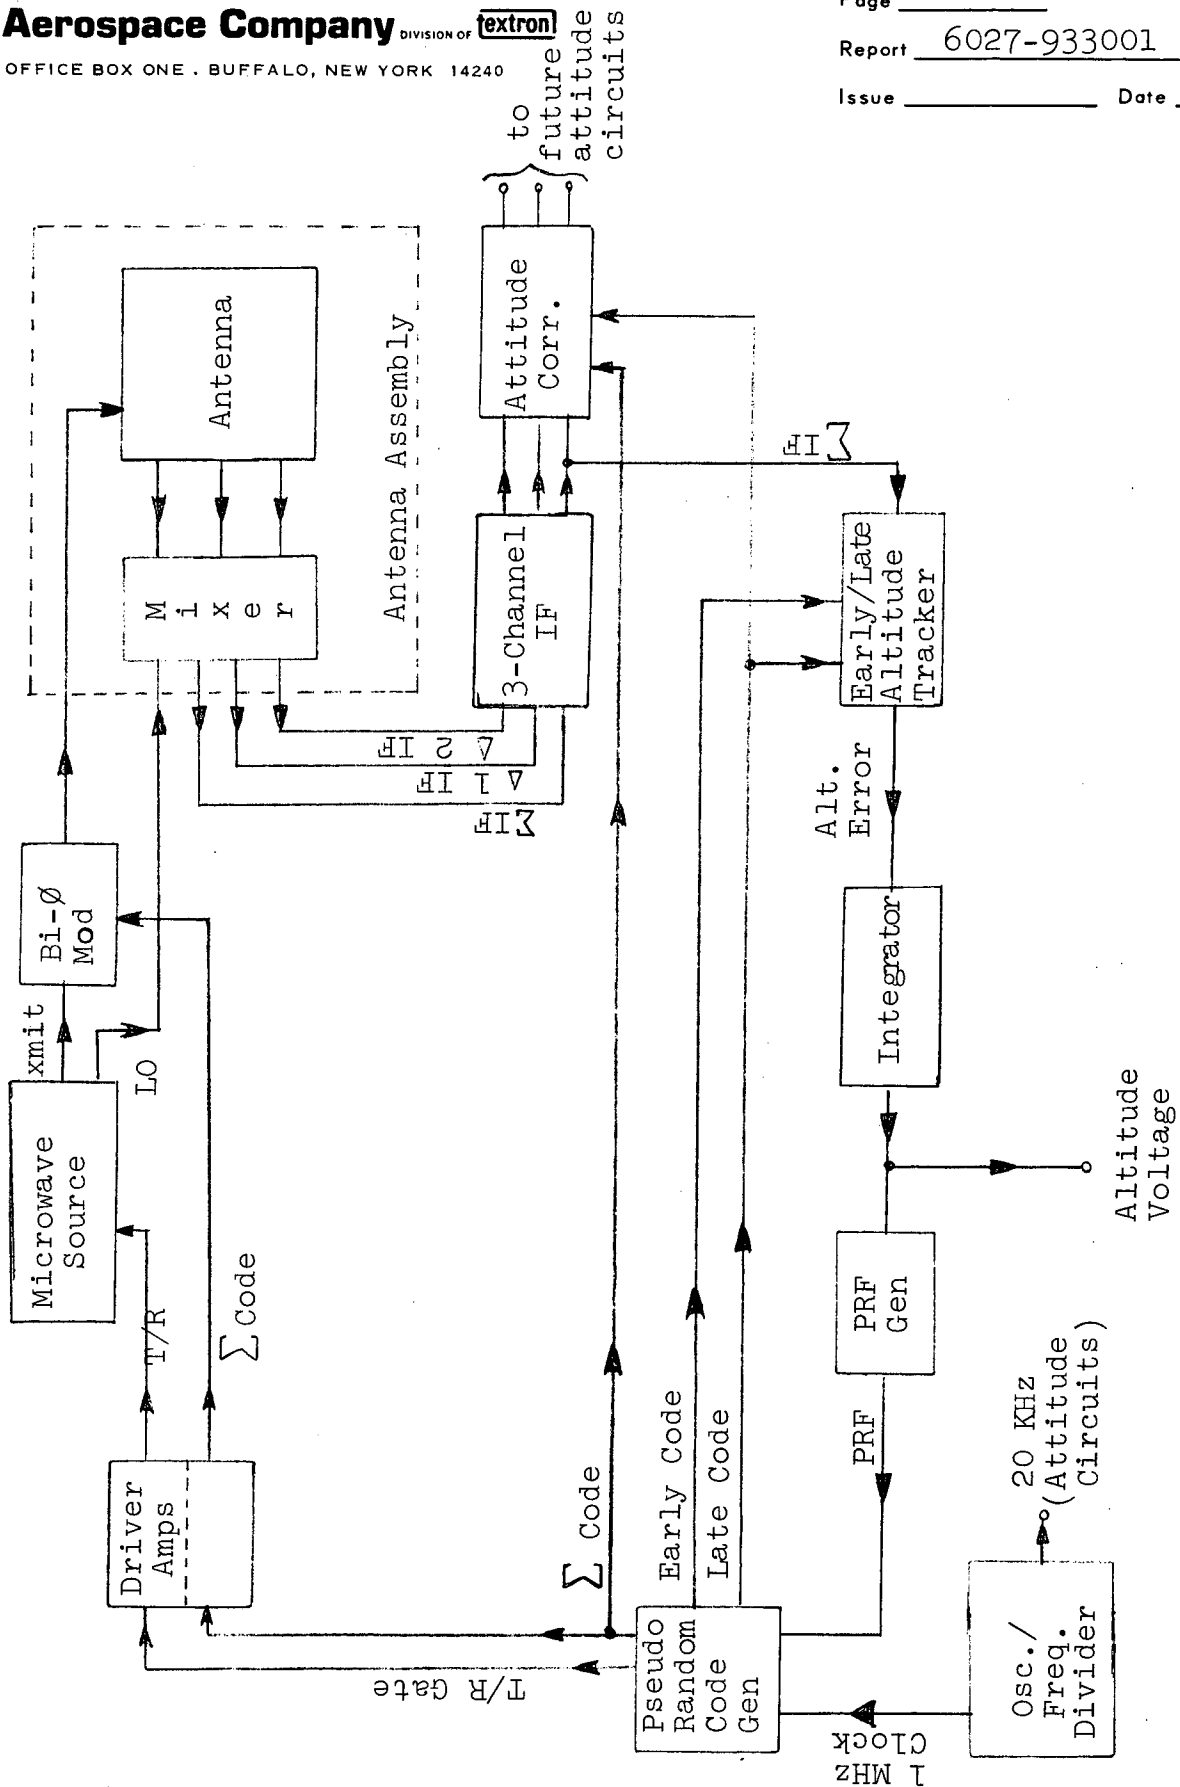 Aerospace Company DIVISION OF textron
OFFICE BOX ONE . BUFFALO, NEW YORK 14240
Page
Report 6027-933001
Issue Date
to
future
attitude
circuits
Antenna
Mixer
Antenna Assembly
Attitude
Corr.
3-Channel
IF
Δ 2 IF
Δ 1 IF
∑IF
∑ IF
Early/Late
Altitude
Tracker
Alt.
Error
Integrator
Altitude
Voltage
PRF
Gen
PRF
Bi-Ø
Mod
xmit
LO
Microwave
Source
T/R
∑ Code
Driver
Amps
∑ Code
Early Code
Late Code
T/R Gate
Pseudo
Random
Code
Gen
1 MHz
Clock
Osc./
Freq.
Divider
20 KHz
(Attitude
Circuits)